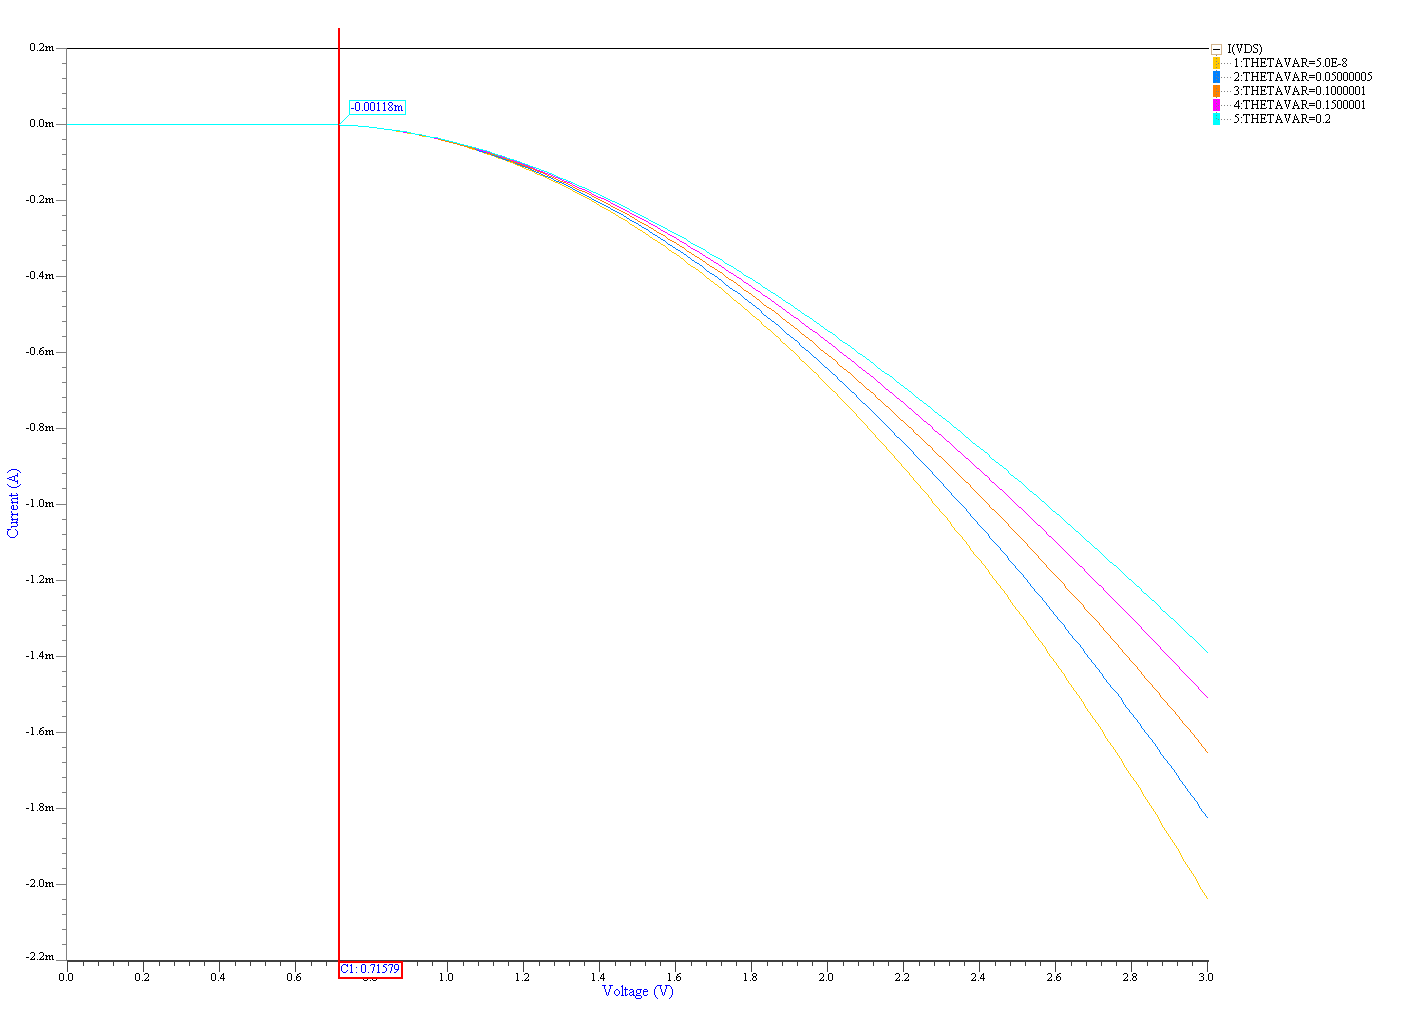 I(VDS)
1:THETAVAR=5.0E-8
2:THETAVAR=0.05000005
3:THETAVAR=0.1000001
4:THETAVAR=0.1500001
5:THETAVAR=0.2
-0.00118m
0.2m
0.0m
-0.2m
-0.4m
-0.6m
-0.8m
-1.0m
-1.2m
-1.4m
-1.6m
-1.8m
-2.0m
-2.2m
Current (A)
C1: 0.71579
0.0 0.2 0.4 0.6 0.8 1.0 1.2 1.4 1.6 1.8 2.0 2.2 2.4 2.6 2.8 3.0
Voltage (V)